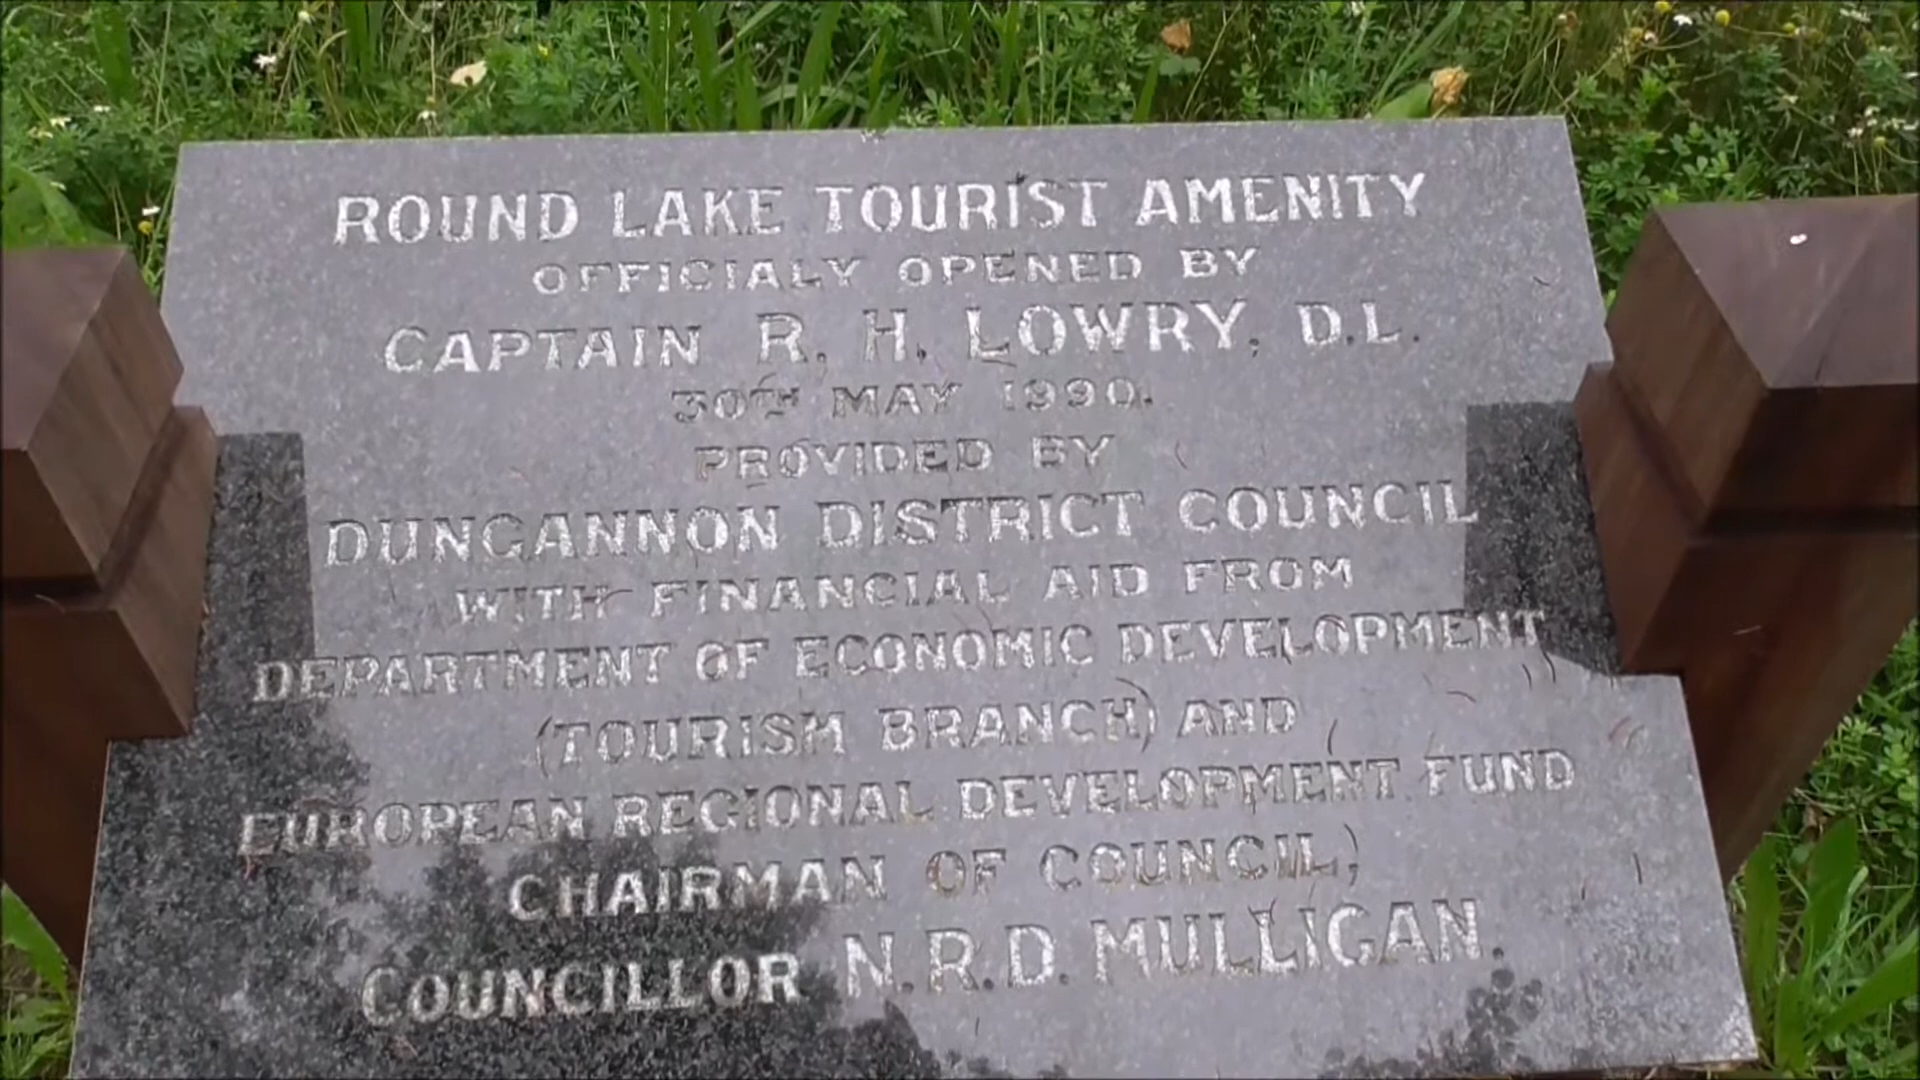 ROUND LAKE TOURIST AMENITY
OFFICIALY OPENED BY
CAPTAIN R. H. LOWRY, D.L.
30TH MAY 1990.
PROVIDED BY
DUNGANNON DISTRICT COUNCIL
WITH FINANCIAL AID FROM
DEPARTMENT OF ECONOMIC DEVELOPMENT
(TOURISM BRANCH) AND
EUROPEAN REGIONAL DEVELOPMENT FUND
CHAIRMAN OF COUNCIL,
COUNCILLOR N.R.D. MULLIGAN.